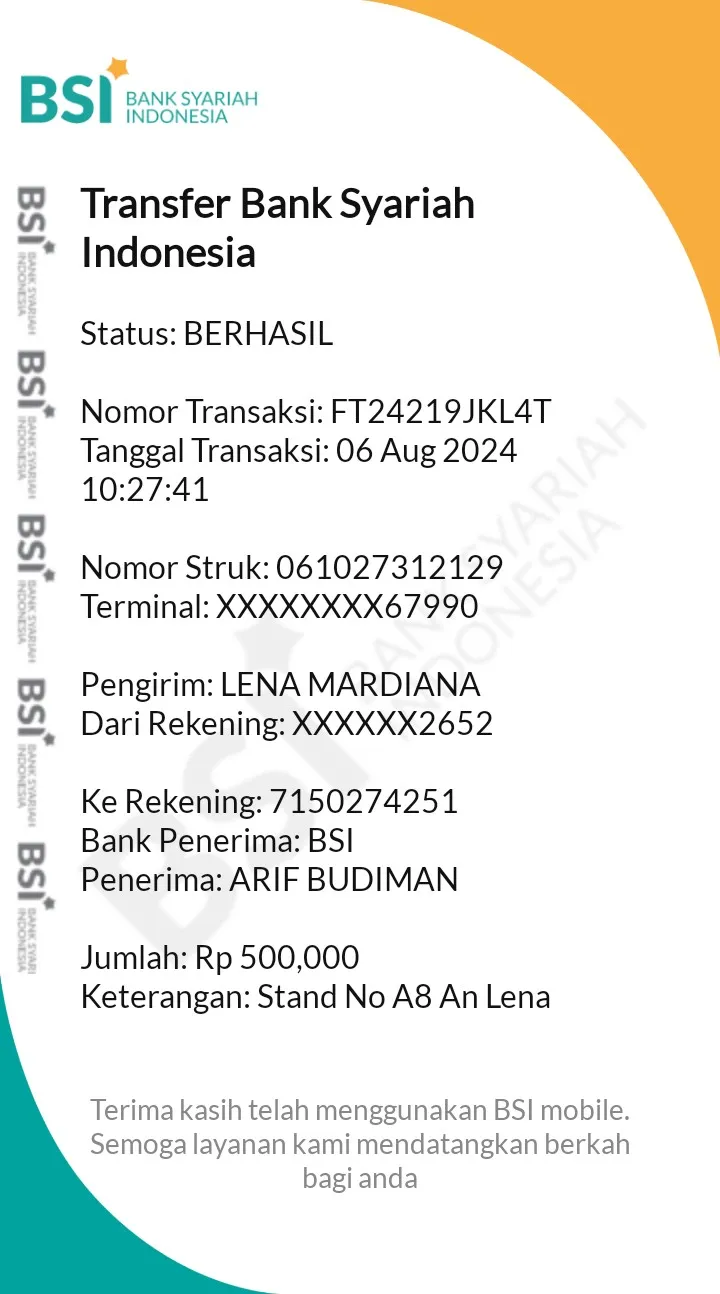 BSI BANK SYARIAH
INDONESIA
Transfer Bank Syariah
Indonesia
Status: BERHASIL
Nomor Transaksi: FT24219JKL4T
Tanggal Transaksi: 06 Aug 2024
10:27:41
Nomor Struk: 061027312129
Terminal: XXXXXXXX67990
Pengirim: LENA MARDIANA
Dari Rekening: XXXXXX2652
Ke Rekening: 7150274251
Bank Penerima: BSI
Penerima: ARIF BUDIMAN
Jumlah: Rp 500,000
Keterangan: Stand No A8 An Lena
Terima kasih telah menggunakan BSI mobile.
Semoga layanan kami mendatangkan berkah
bagi anda
BSI BANK SYARIAH
INDONESIA
BSI BANK SYARIAH
INDONESIA
BSI BANK SYARIAH
INDONESIA
BSI BANK SYARIAH
INDONESIA
BSI BANK SYARI
INDONESIA
BSI BANK SYARIAH
INDONESIA